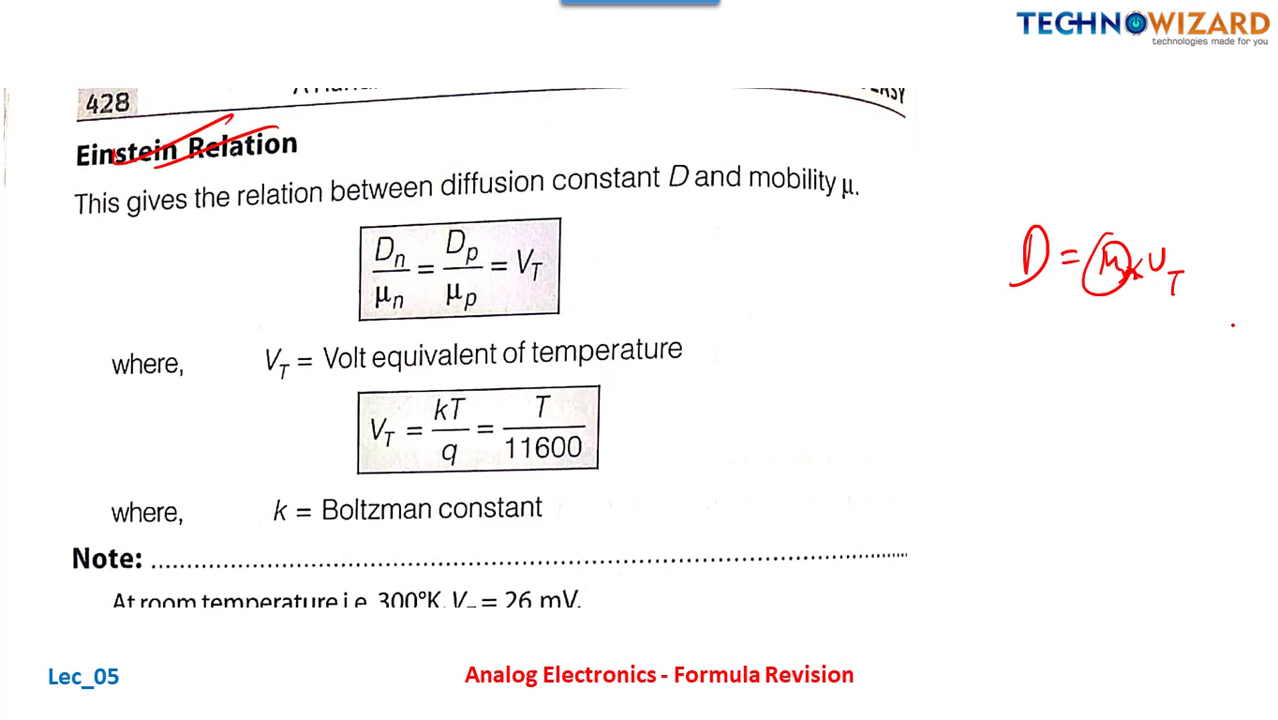 TECHNOWIZARD
technologies made for you
428
Einstein Relation
This gives the relation between diffusion constant D and mobility μ.
Dn/μn = Dp/μp = VT
D = μ × VT
where, VT = Volt equivalent of temperature
VT = kT/q = T/11600
where, k = Boltzman constant
Note:
At room temperature i.e. 300°K, VT = 26 mV.
Lec_05
Analog Electronics - Formula Revision